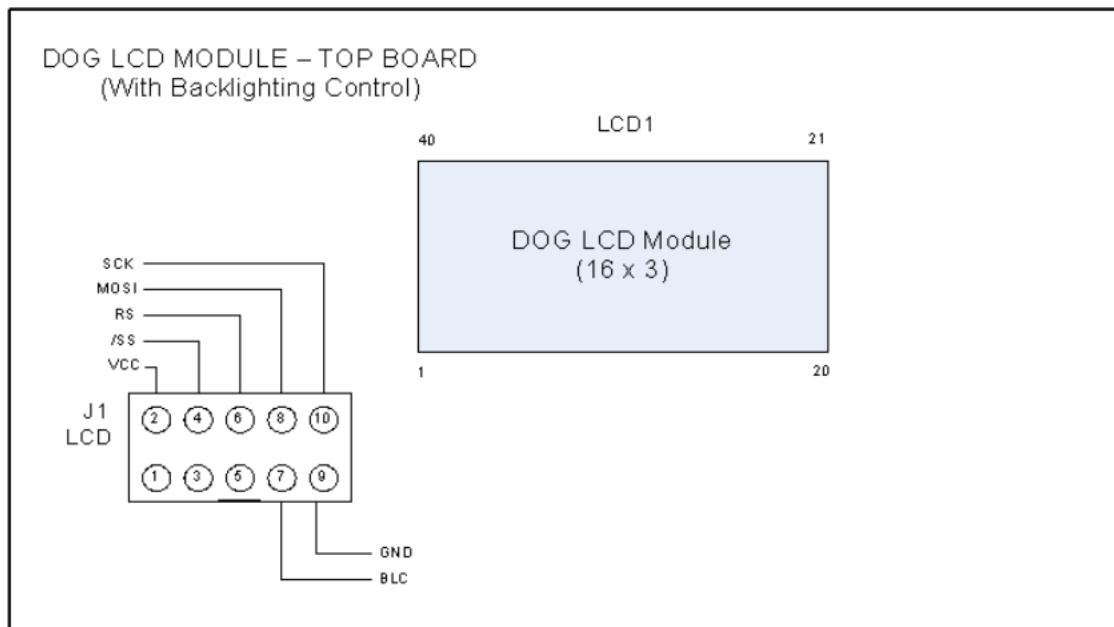 DOG LCD MODULE – TOP BOARD
(With Backlighting Control)
LCD1
40 21
DOG LCD Module
(16 x 3)
1 20
SCK
MOSI
RS
/SS
VCC
J1
LCD
2 4 6 8 10
1 3 5 7 9
GND
BLC